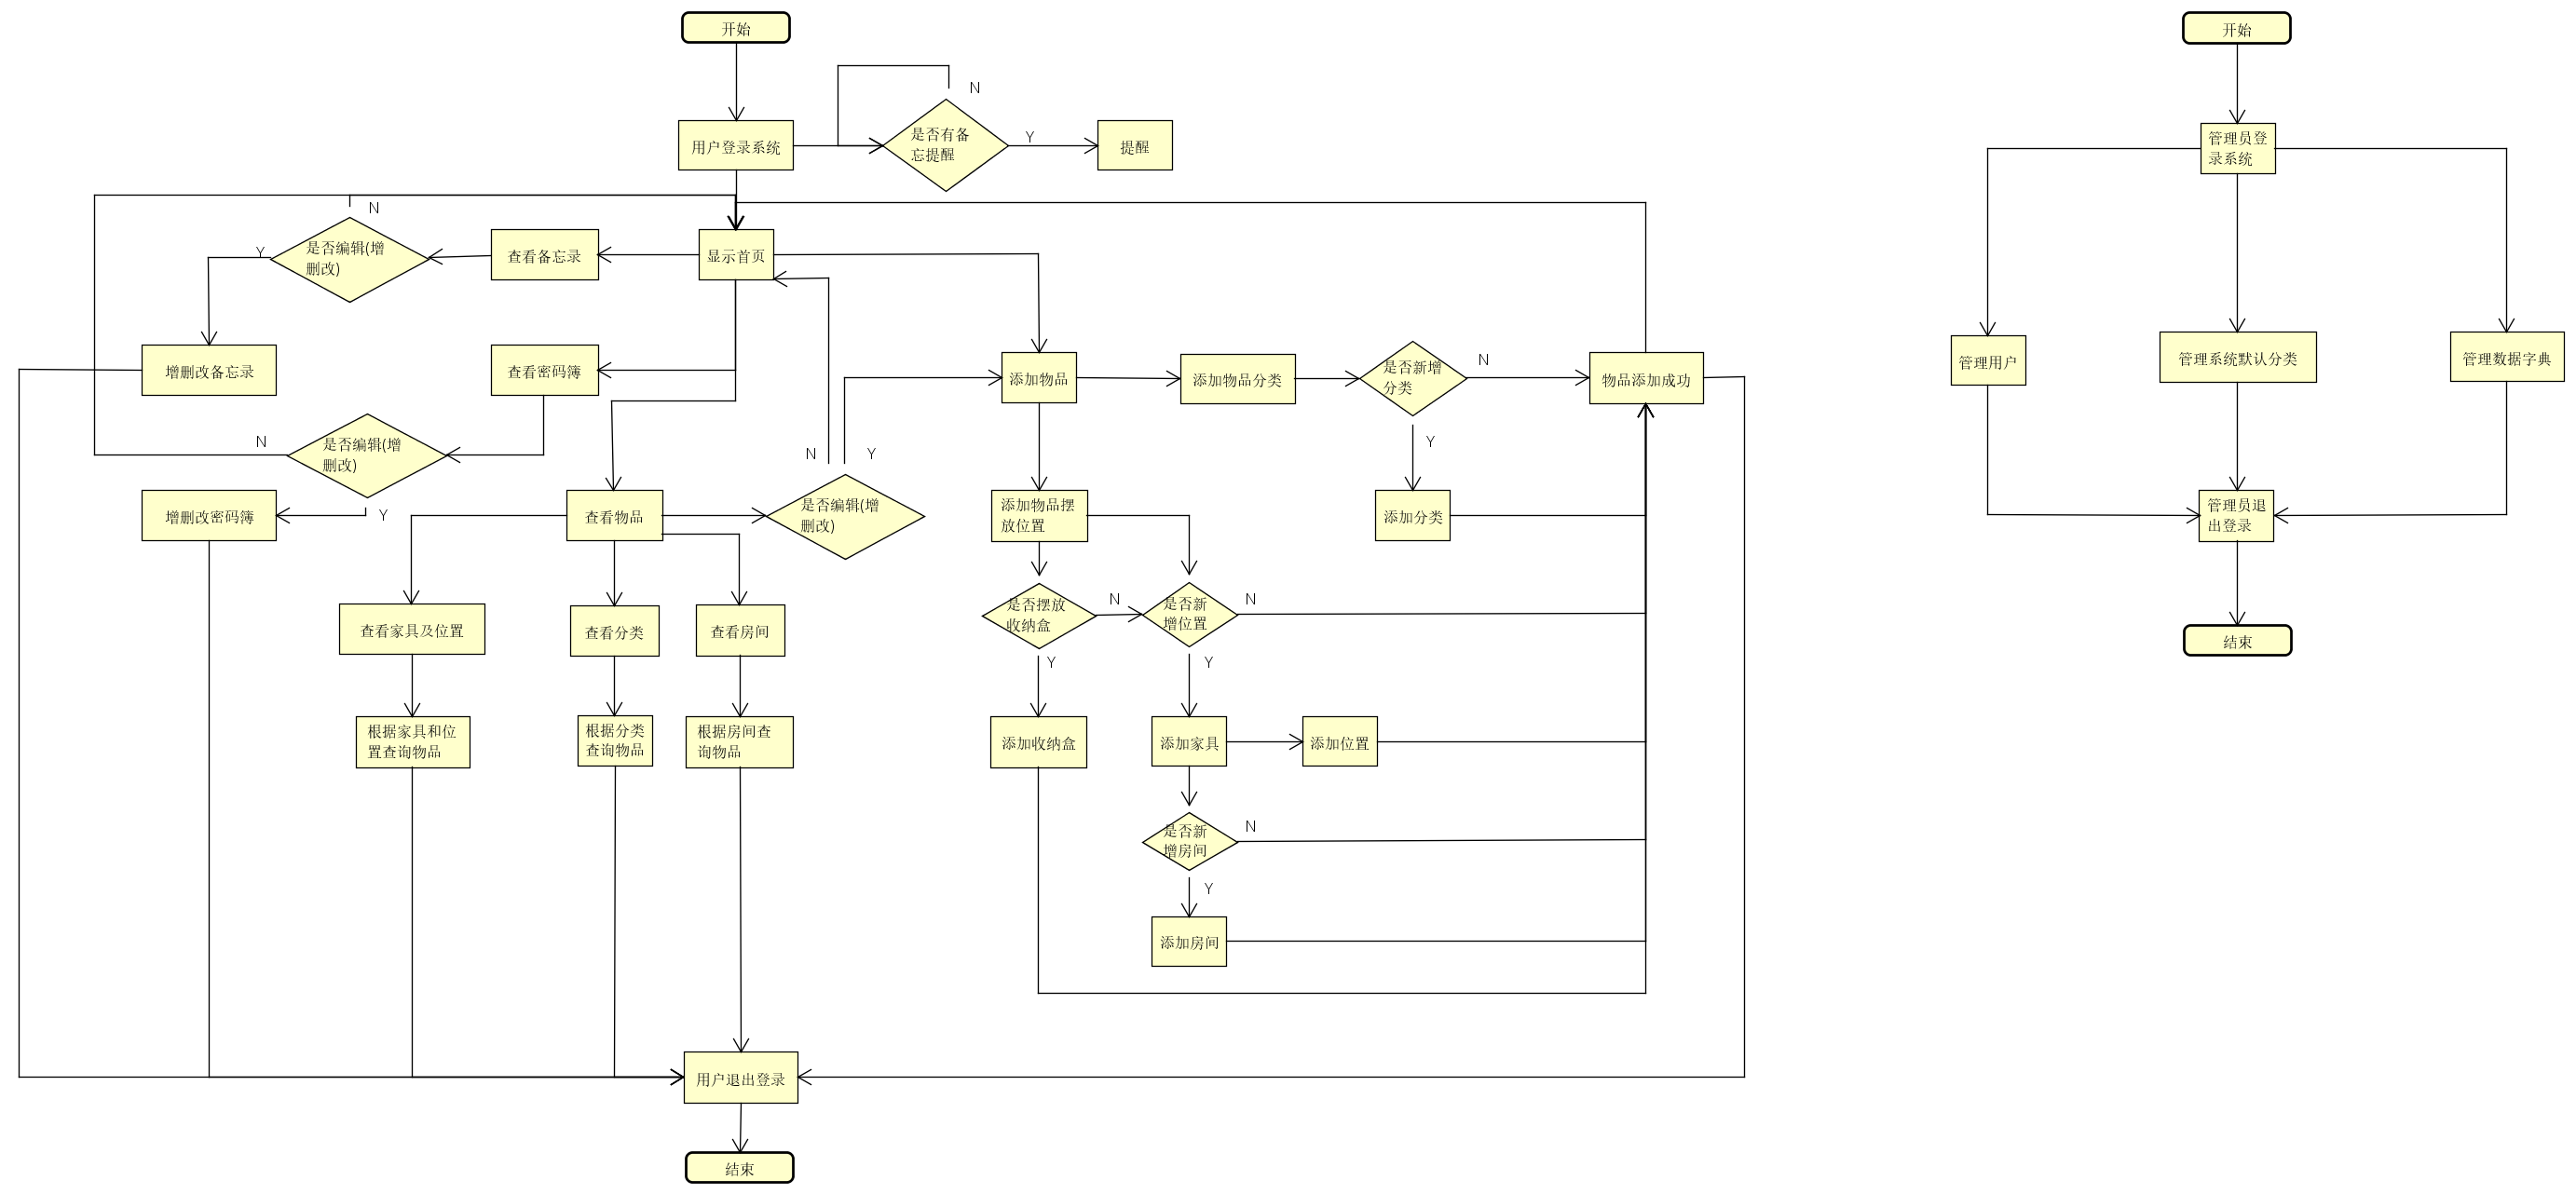 开始
N
用户登录系统
是否有备
忘提醒
Y
提醒
N
是否编辑(增
删改)
Y
查看备忘录
显示首页
增删改备忘录
查看密码簿
添加物品
添加物品分类
是否新增
分类
N
物品添加成功
Y
是否编辑(增
删改)
N
N
Y
增删改密码簿
Y
查看物品
是否编辑(增
删改)
添加物品摆
放位置
添加分类
查看家具及位置
查看分类
查看房间
是否摆放
收纳盒
N
是否新
增位置
N
Y
Y
根据家具和位
置查询物品
根据分类
查询物品
根据房间查
询物品
添加收纳盒
添加家具
添加位置
是否新
增房间
N
Y
添加房间
用户退出登录
结束
开始
管理员登
录系统
管理用户
管理系统默认分类
管理数据字典
管理员退
出登录
结束